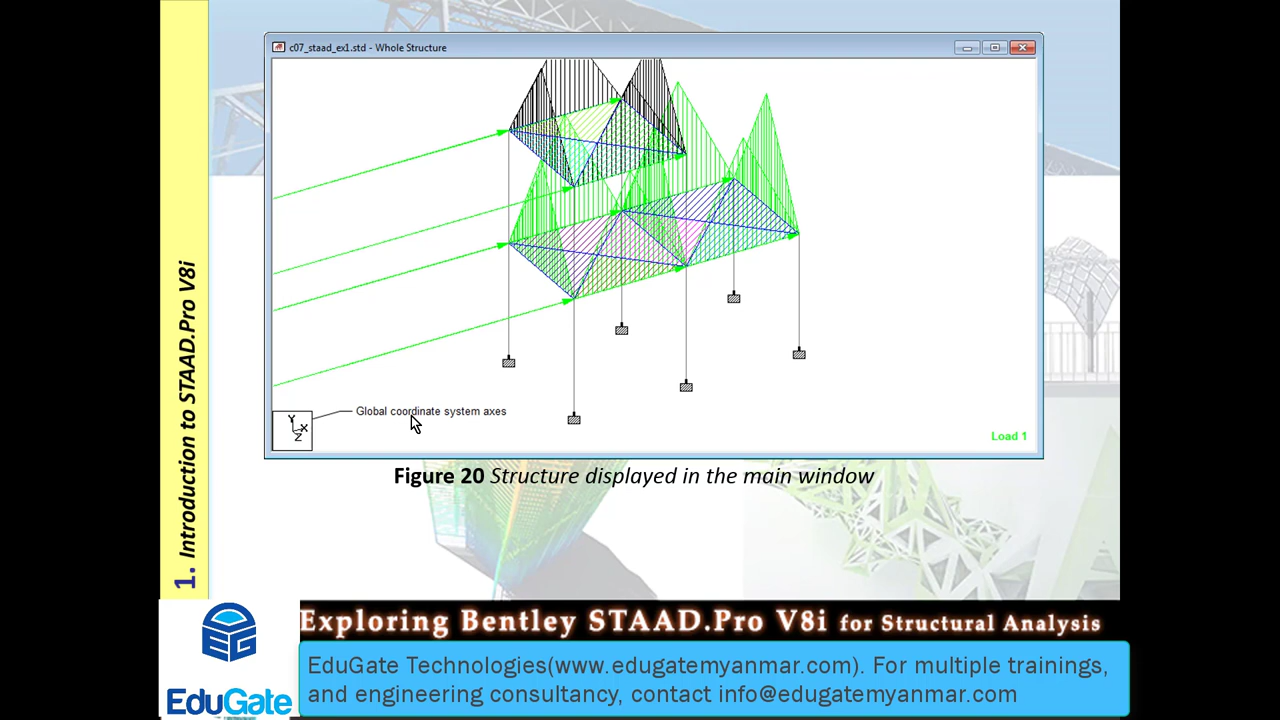 1. Introduction to STAAD.Pro V8i
c07_staad_ex1.std - Whole Structure
Y
X
Z
Global coordinate system axes
Load 1
Figure 20 Structure displayed in the main window
Exploring Bentley STAAD.Pro V8i for Structural Analysis
EG
EduGate
EduGate Technologies(www.edugatemyanmar.com). For multiple trainings,
and engineering consultancy, contact info@edugatemyanmar.com